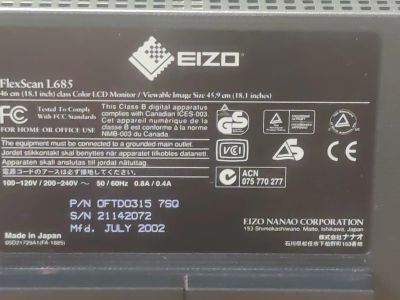 EIZO
FlexScan L685
46 cm (18.1 inch) class Color LCD Monitor / Viewable Image Size 45.9 cm (18.1 inches)
FC
Tested To Comply
With FCC Standards
FOR HOME OR OFFICE USE
This Class B digital apparatus
complies with Canadian ICES-003.
Cet appareil numérique de la
classe B est conforme à la norme
NMB-003 du Canada.
The equipment must be connected to a grounded main outlet.
Jordet stikkontakt skal benyttes når apparatet tilkobles datanett.
Apparaten skall anslutas till jordat nätuttag.
電源コードのアースは必ず接地してください。
100-120V / 200-240V ~ 50 / 60Hz 0.8A / 0.4A
VCCI
ACN
075 770 277
P/N 0FTD0315 7SQ
S/N 21142072
Mfd. JULY 2002
Made in Japan
EIZO NANAO CORPORATION
153 Shimokashiwano, Matto, Ishikawa, Japan
株式会社 ナナオ
石川県松任市下柏野町153番地